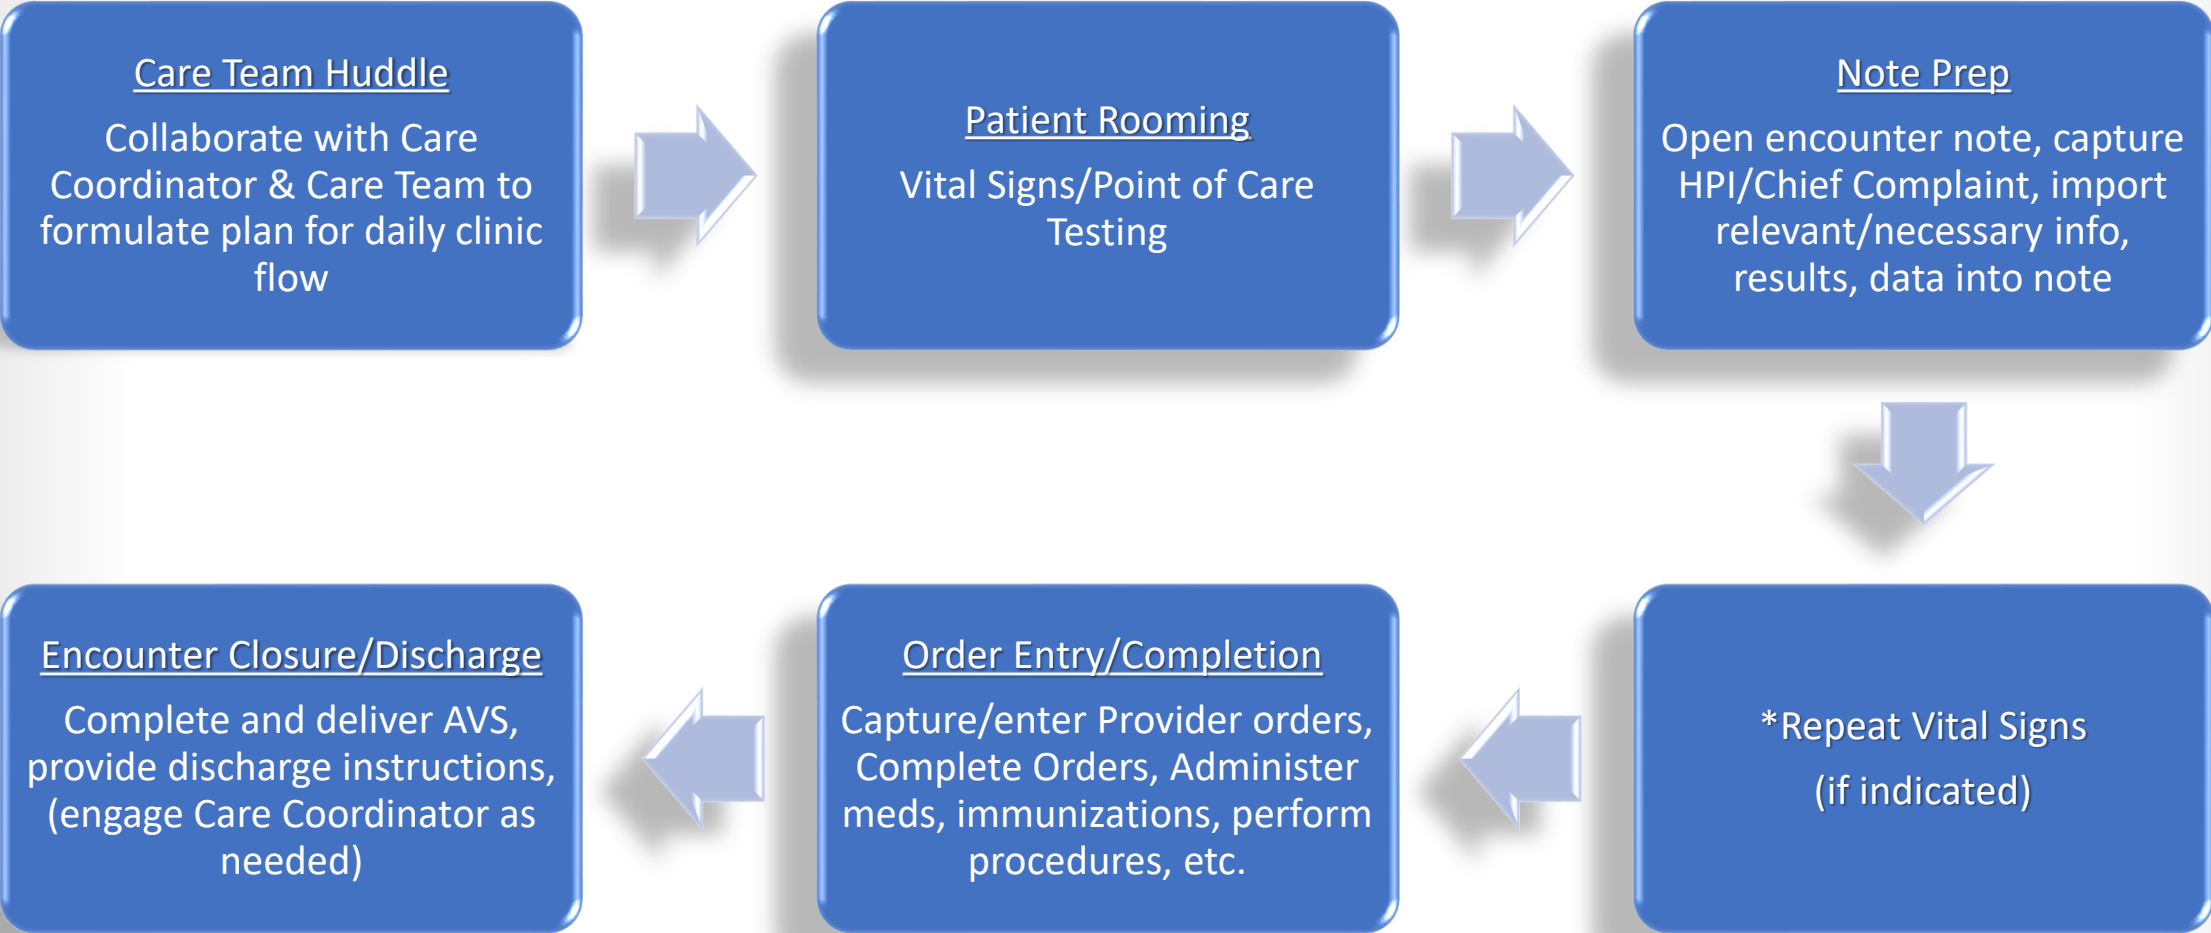 Care Team Huddle
Collaborate with Care
Coordinator & Care Team to
formulate plan for daily clinic
flow
Patient Rooming
Vital Signs/Point of Care
Testing
Note Prep
Open encounter note, capture
HPI/Chief Complaint, import
relevant/necessary info,
results, data into note
*Repeat Vital Signs
(if indicated)
Order Entry/Completion
Capture/enter Provider orders,
Complete Orders, Administer
meds, immunizations, perform
procedures, etc.
Encounter Closure/Discharge
Complete and deliver AVS,
provide discharge instructions,
(engage Care Coordinator as
needed)